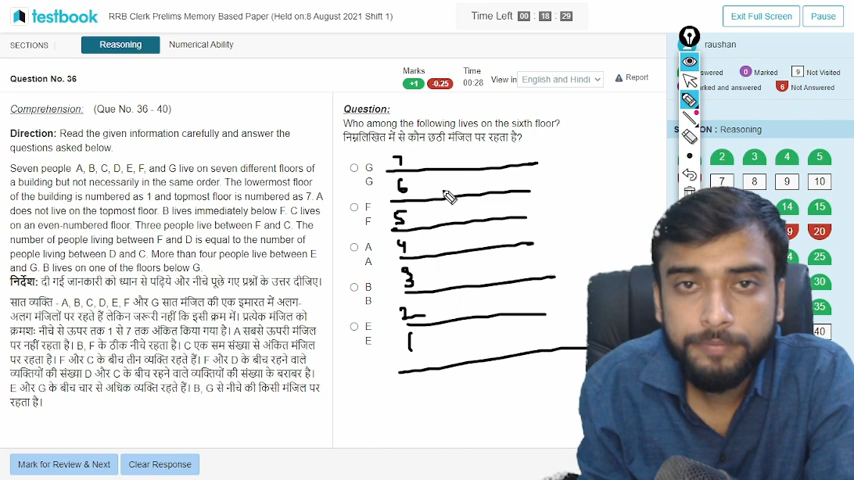 testbook
RRB Clerk Prelims Memory Based Paper (Held on:8 August 2021 Shift 1)
Time Left 00 : 18 : 29
Exit Full Screen
Pause
SECTIONS
Reasoning
Numerical Ability
raushan
Question No. 36
Marks
+1 -0.25
Time
00:28
View in English and Hindi
Report
Marked
9 Not Visited
6 Not Answered
Comprehension: (Que No. 36 - 40)
Direction: Read the given information carefully and answer the
questions asked below.
Seven people A, B, C, D, E, F, and G live on seven different floors of
a building but not necessarily in the same order. The lowermost floor
of the building is numbered as 1 and topmost floor is numbered as 7. A
does not live on the topmost floor. B lives immediately below F. C lives
on an even-numbered floor. Three people live between F and C. The
number of people living between F and D is equal to the number of
people living between D and C. More than four people live between E
and G. B lives on one of the floors below G.
निर्देश: दी गई जानकारी को ध्यान से पढ़िये और नीचे पूछे गए प्रश्नों के उत्तर दीजिए।
सात व्यक्ति - A, B, C, D, E, F और G सात मंजिल की एक इमारत में अलग-
अलग मंजिलों पर रहते हैं लेकिन जरूरी नहीं कि इसी क्रम में। प्रत्येक मंजिल को
क्रमशः नीचे से ऊपर तक 1 से 7 तक अंकित किया गया है। A सबसे ऊपरी मंजिल
पर नहीं रहता है। B, F के ठीक नीचे रहता है। C एक सम संख्या से अंकित मंजिल
पर रहता है। F और C के बीच तीन व्यक्ति रहते हैं। F और D के बीच रहने वाले
व्यक्तियों की संख्या D और C के बीच रहने वाले व्यक्तियों की संख्या के बराबर है।
E और G के बीच चार से अधिक व्यक्ति रहते हैं। B, G से नीचे की किसी मंजिल पर
रहता है।
Question:
Who among the following lives on the sixth floor?
निम्नलिखित में से कौन छठी मंजिल पर रहता है?
G
G
F
F
A
A
B
B
E
E
7
6
5
4
3
2
1
: Reasoning
2 3 4 5
7 8 9 10
20
25
30
35
40
Mark for Review & Next
Clear Response